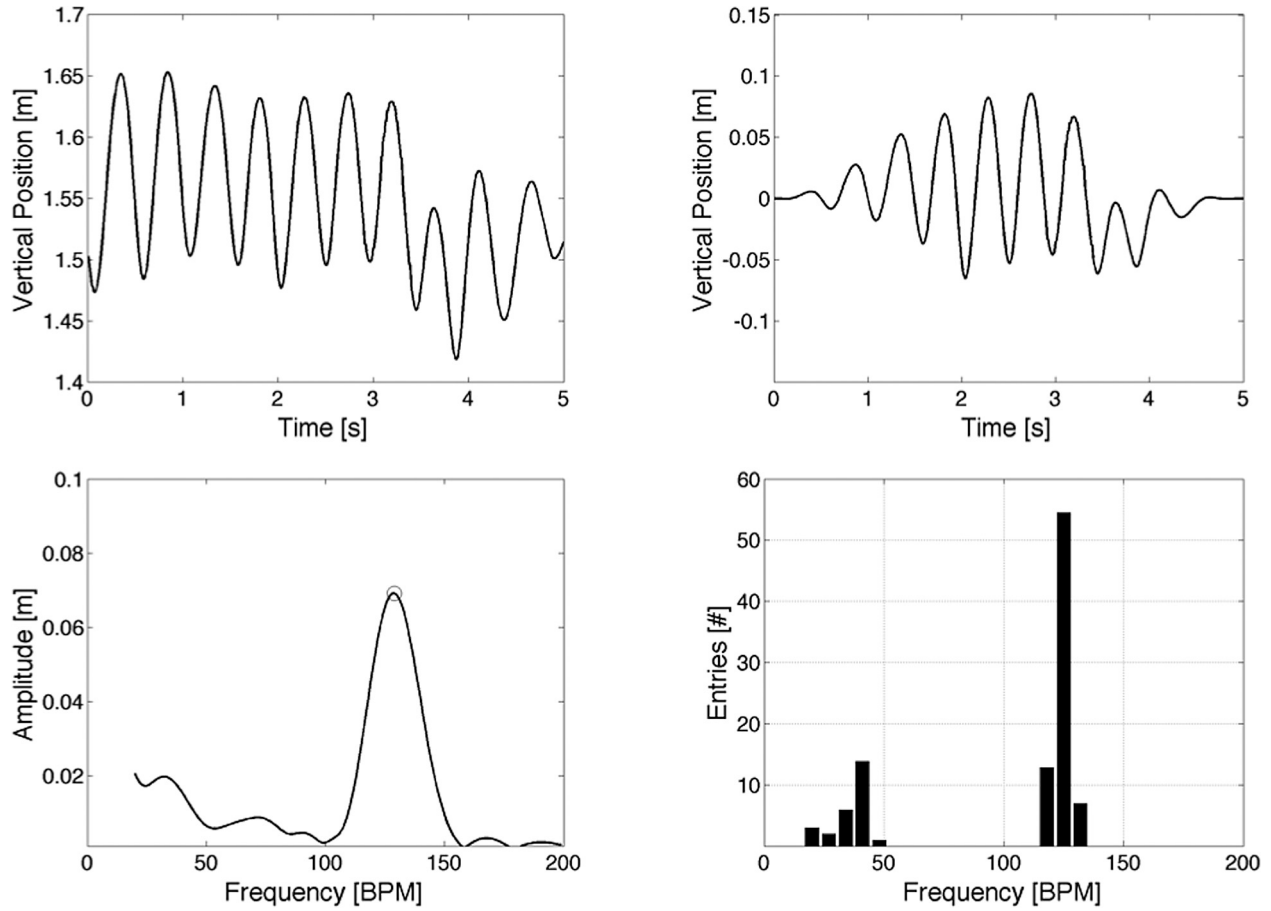 Vertical Position [m]
1.7
1.65
1.6
1.55
1.5
1.45
1.4
0 1 2 3 4 5
Time [s]
Vertical Position [m]
0.15
0.1
0.05
0
-0.05
-0.1
0 1 2 3 4 5
Time [s]
Amplitude [m]
0.1
0.08
0.06
0.04
0.02
0 50 100 150 200
Frequency [BPM]
Entries [#]
60
50
40
30
20
10
0 50 100 150 200
Frequency [BPM]